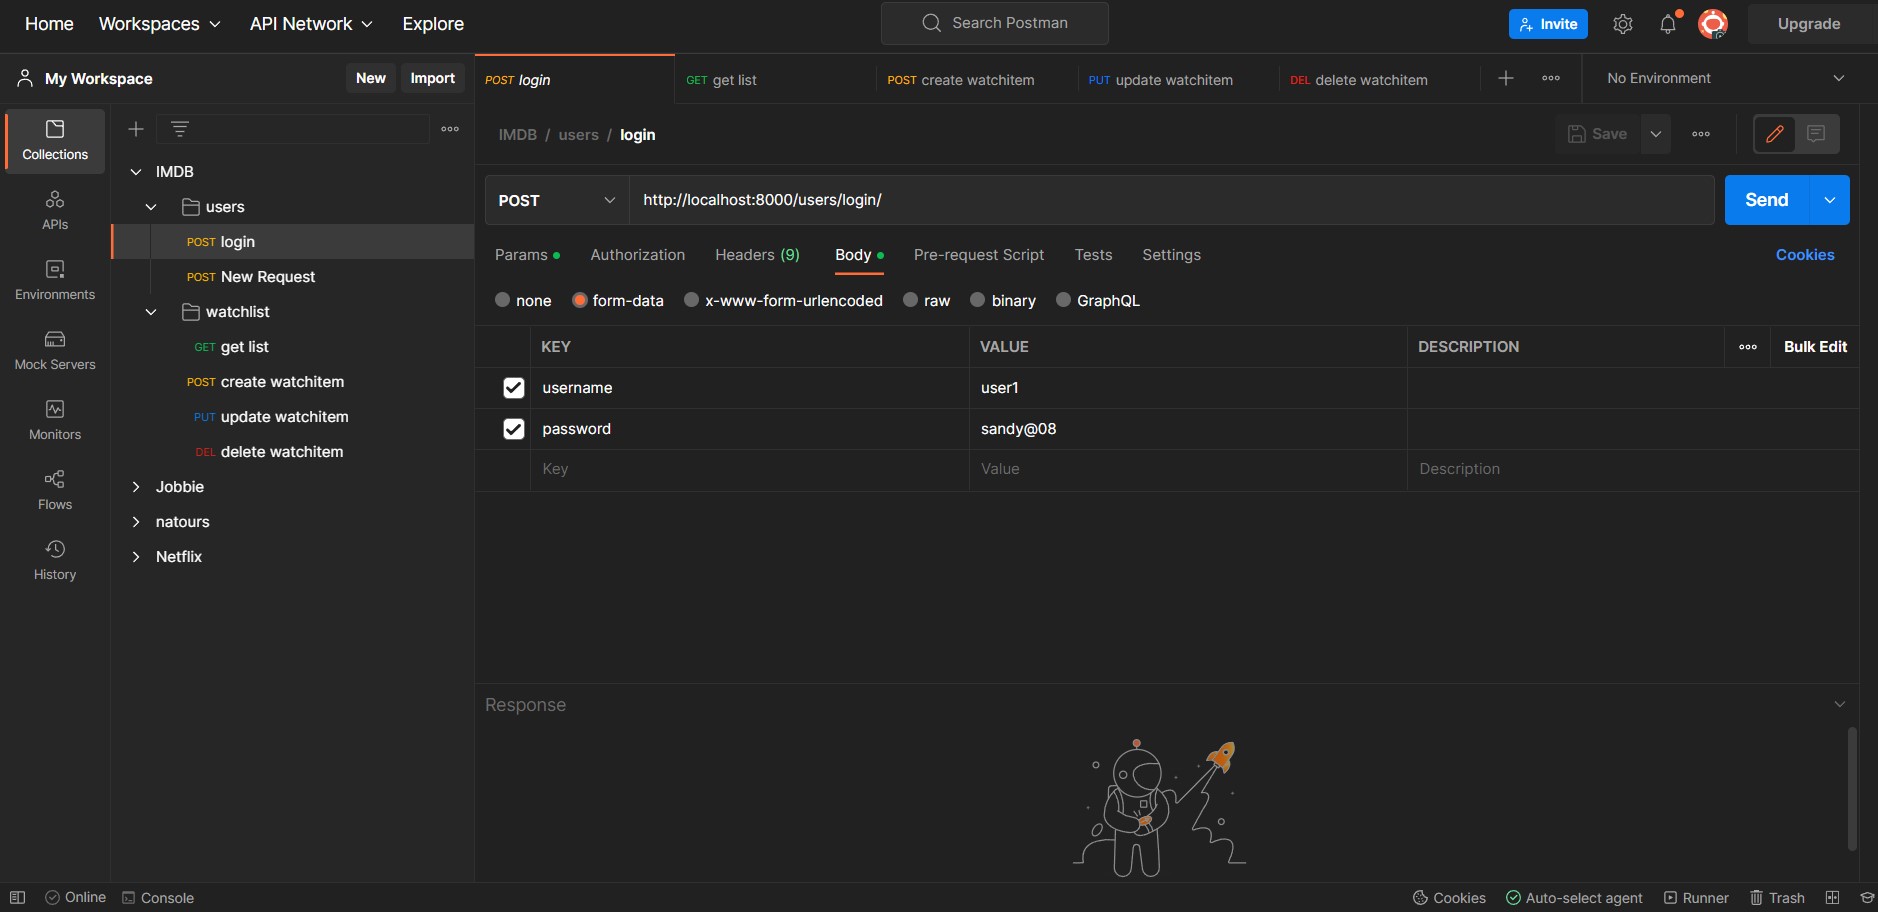 Home Workspaces API Network Explore Search Postman Invite Upgrade
My Workspace New Import POST login GET get list POST create watchitem PUT update watchitem DEL delete watchitem No Environment
Collections
APIs
Environments
Mock Servers
Monitors
Flows
History
IMDB
users
POST login
POST New Request
watchlist
GET get list
POST create watchitem
PUT update watchitem
DEL delete watchitem
Jobbie
natours
Netflix
IMDB / users / login Save
POST http://localhost:8000/users/login/ Send
Params Authorization Headers (9) Body Pre-request Script Tests Settings Cookies
none form-data x-www-form-urlencoded raw binary GraphQL
KEY VALUE DESCRIPTION Bulk Edit
username user1
password sandy@08
Key Value Description
Response
Online Console Cookies Auto-select agent Runner Trash